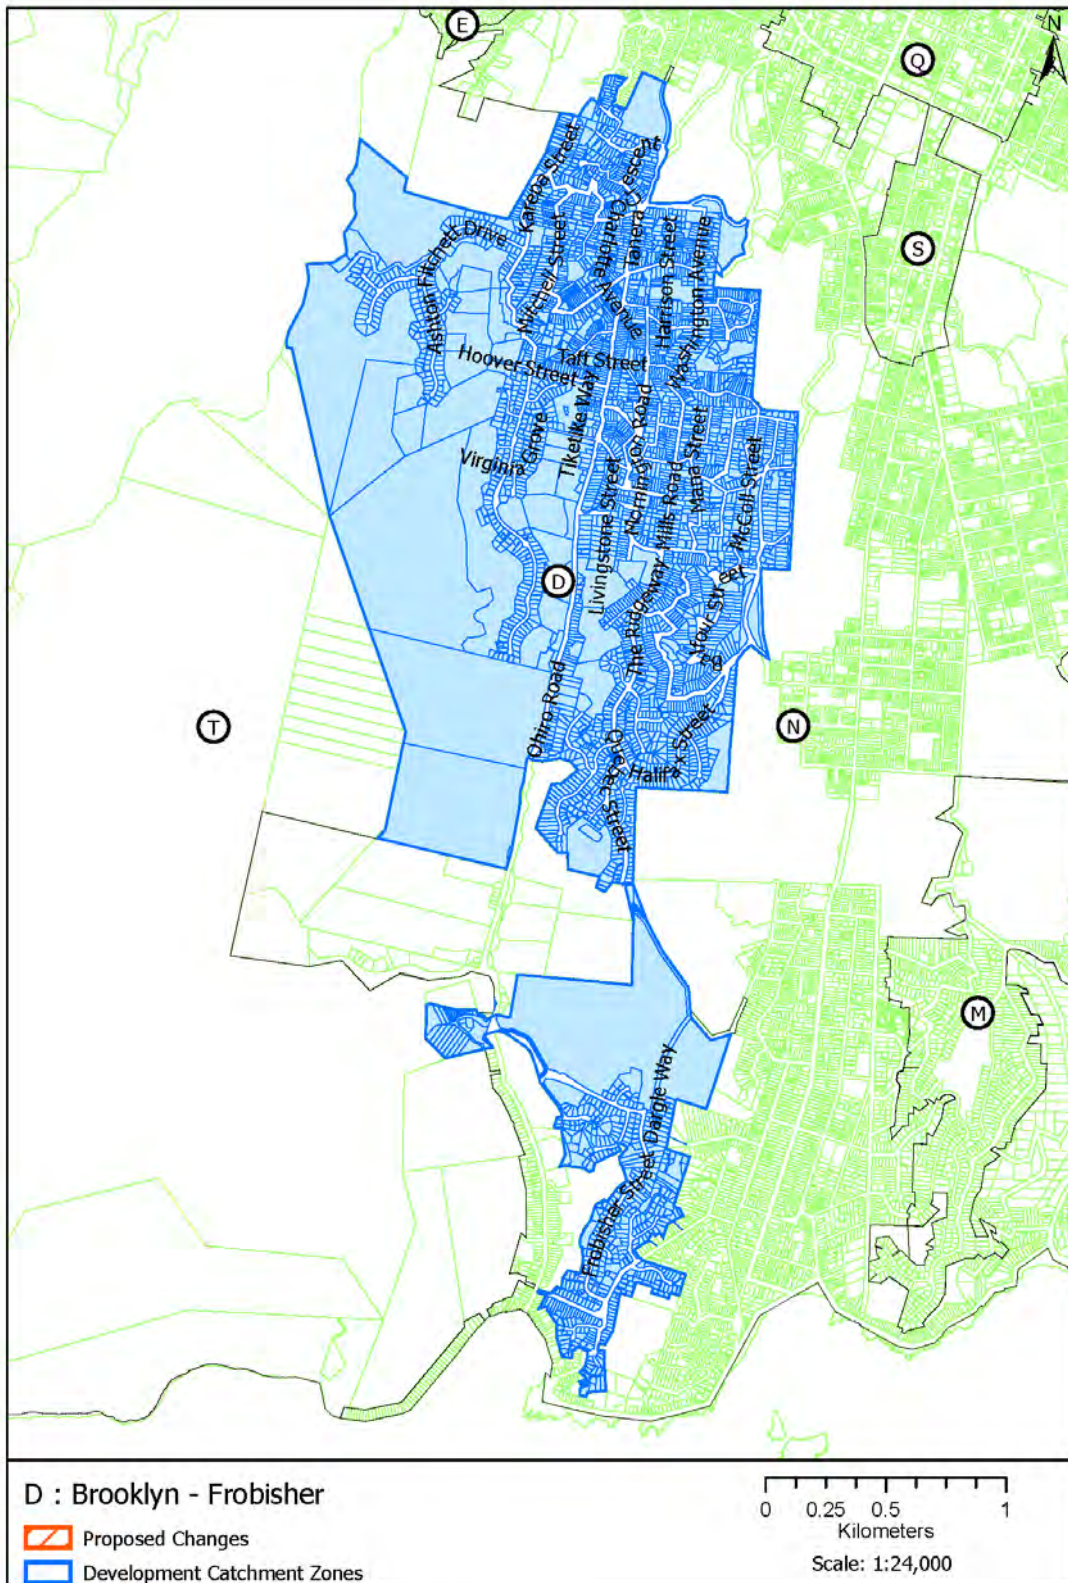 E
N
Q
S
Karepa Street
Mitchell Street
Charlotte Avenue
Tanera Crescent
Harrison Street
Washington Avenue
Ashton Fitchett Drive
Hoover Street
Taft Street
Tiketike Way
Virginia Grove
Livingstone Street
Mornington Road
Mills Road
Mana Street
McColl Street
D
The Ridgeway
Ohiro Road
T
N
Quebec Street
Halifax Street
M
Dargle Way
Frobisher Street
D : Brooklyn - Frobisher
Proposed Changes
Development Catchment Zones
0 0.25 0.5 1
Kilometers
Scale: 1:24,000